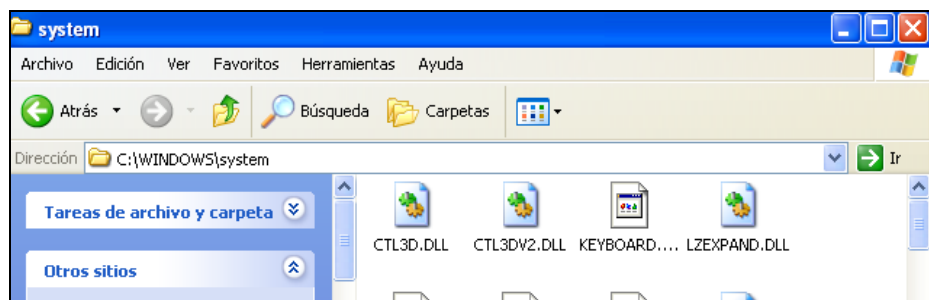 system
Archivo Edición Ver Favoritos Herramientas Ayuda
Atrás Búsqueda Carpetas
Dirección C:\WINDOWS\system Ir
Tareas de archivo y carpeta
Otros sitios
CTL3D.DLL CTL3DV2.DLL KEYBOARD.... LZEXPAND.DLL